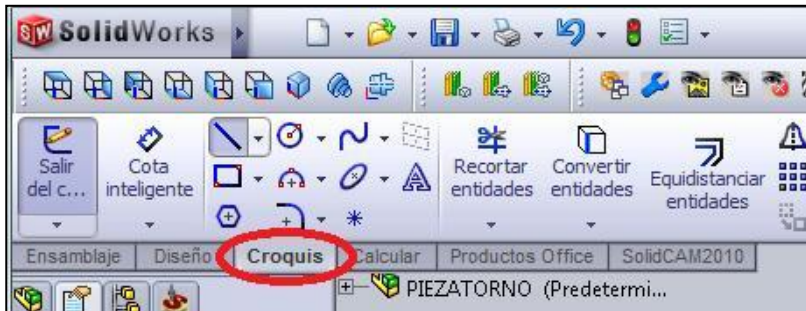 SolidWorks
Salir del c...
Cota inteligente
Recortar entidades
Convertir entidades
Equidistanciar entidades
Ensamblaje Diseño Croquis Calcular Productos Office SolidCAM2010
PIEZATORNO (Predetermi...